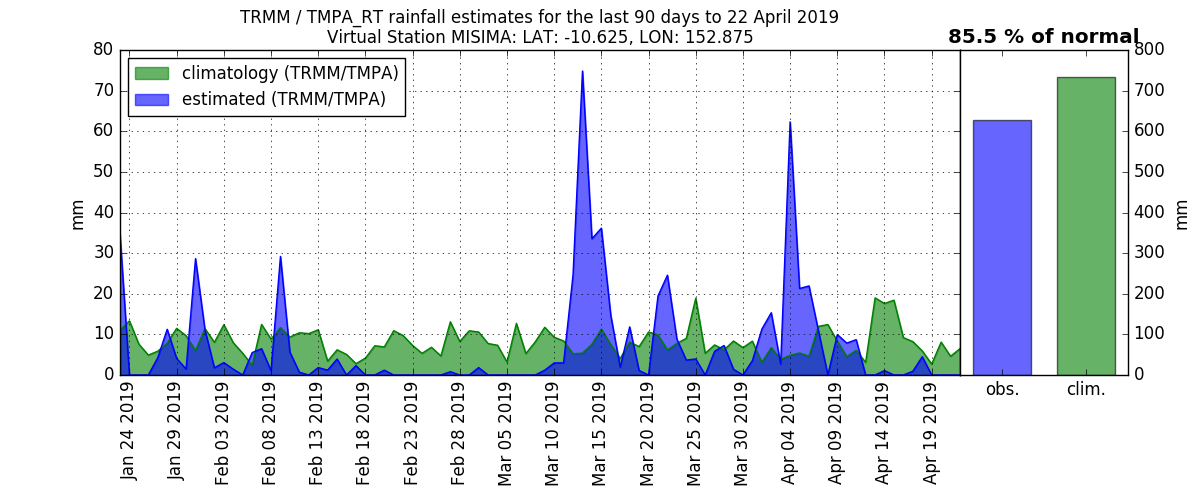 TRMM / TMPA_RT rainfall estimates for the last 90 days to 22 April 2019
Virtual Station MISIMA: LAT: -10.625, LON: 152.875
85.5 % of normal
climatology (TRMM/TMPA)
estimated (TRMM/TMPA)
80
70
60
50
40
30
20
10
0
mm
Jan 24 2019
Jan 29 2019
Feb 03 2019
Feb 08 2019
Feb 13 2019
Feb 18 2019
Feb 23 2019
Feb 28 2019
Mar 05 2019
Mar 10 2019
Mar 15 2019
Mar 20 2019
Mar 25 2019
Mar 30 2019
Apr 04 2019
Apr 09 2019
Apr 14 2019
Apr 19 2019
obs.
clim.
800
700
600
500
400
300
200
100
0
mm